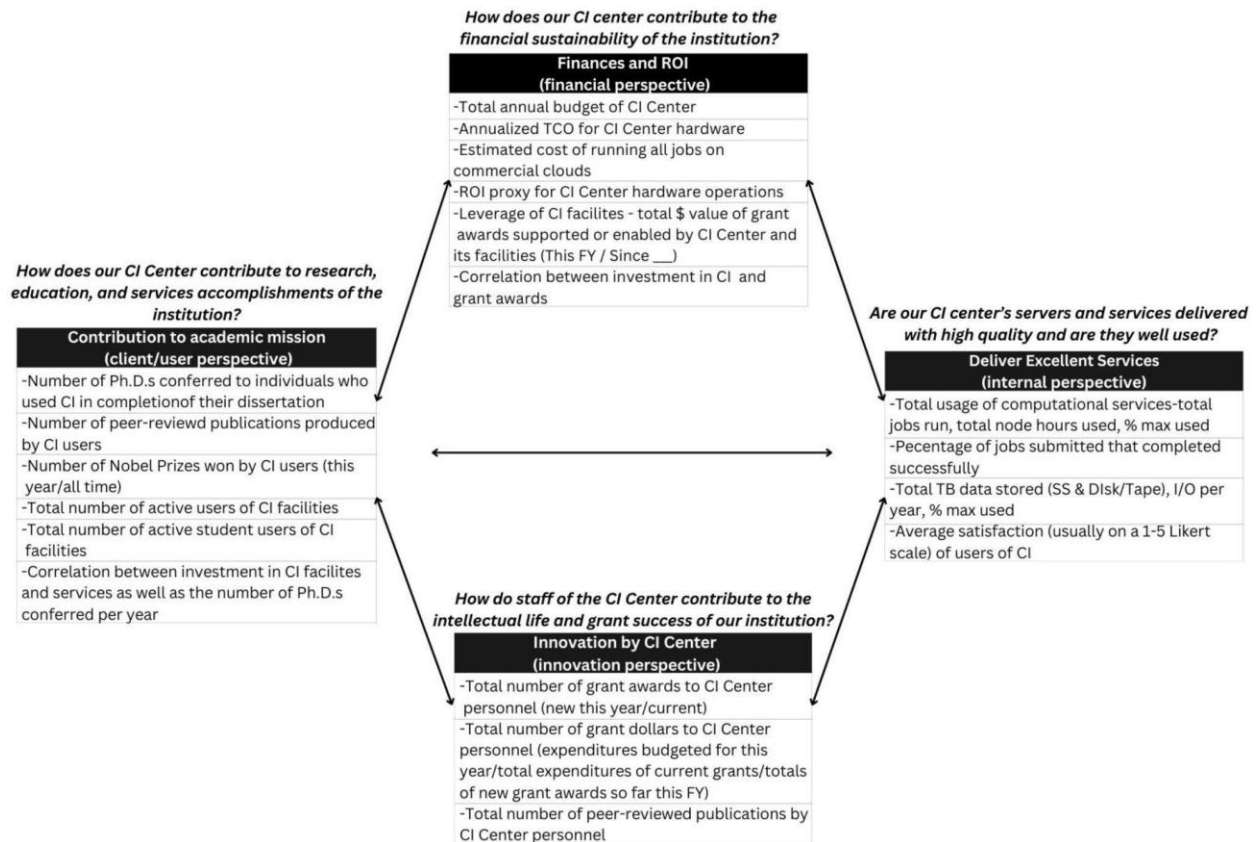 How does our CI center contribute to the
financial sustainability of the institution?
Finances and ROI
(financial perspective)
-Total annual budget of CI Center
-Annualized TCO for CI Center hardware
-Estimated cost of running all jobs on
commercial clouds
-ROI proxy for CI Center hardware operations
-Leverage of CI facilites - total $ value of grant
awards supported or enabled by CI Center and
its facilities (This FY / Since __)
-Correlation between investment in CI and
grant awards
How does our CI Center contribute to research,
education, and services accomplishments of the
institution?
Contribution to academic mission
(client/user perspective)
-Number of Ph.D.s conferred to individuals who
used CI in completionof their dissertation
-Number of peer-reviewd publications produced
by CI users
-Number of Nobel Prizes won by CI users (this
year/all time)
-Total number of active users of CI facilities
-Total number of active student users of CI
facilities
-Correlation between investment in CI facilites
and services as well as the number of Ph.D.s
conferred per year
Are our CI center's servers and services delivered
with high quality and are they well used?
Deliver Excellent Services
(internal perspective)
-Total usage of computational services-total
jobs run, total node hours used, % max used
-Pecentage of jobs submitted that completed
successfully
-Total TB data stored (SS & DIsk/Tape), I/O per
year, % max used
-Average satisfaction (usually on a 1-5 Likert
scale) of users of CI
How do staff of the CI Center contribute to the
intellectual life and grant success of our institution?
Innovation by CI Center
(innovation perspective)
-Total number of grant awards to CI Center
personnel (new this year/current)
-Total number of grant dollars to CI Center
personnel (expenditures budgeted for this
year/total expenditures of current grants/totals
of new grant awards so far this FY)
-Total number of peer-reviewed publications by
CI Center personnel